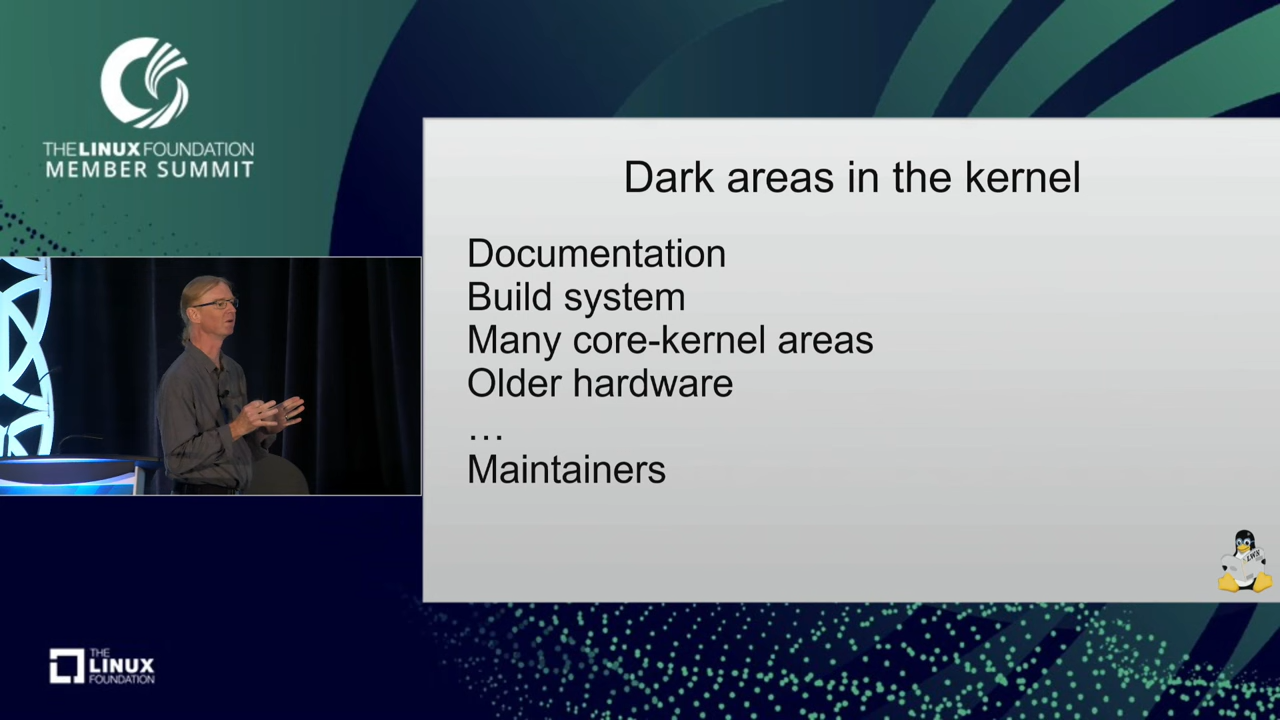 THE LINUX FOUNDATION
MEMBER SUMMIT
Dark areas in the kernel
Documentation
Build system
Many core-kernel areas
Older hardware
…
Maintainers
LWN
THE
LINUX
FOUNDATION